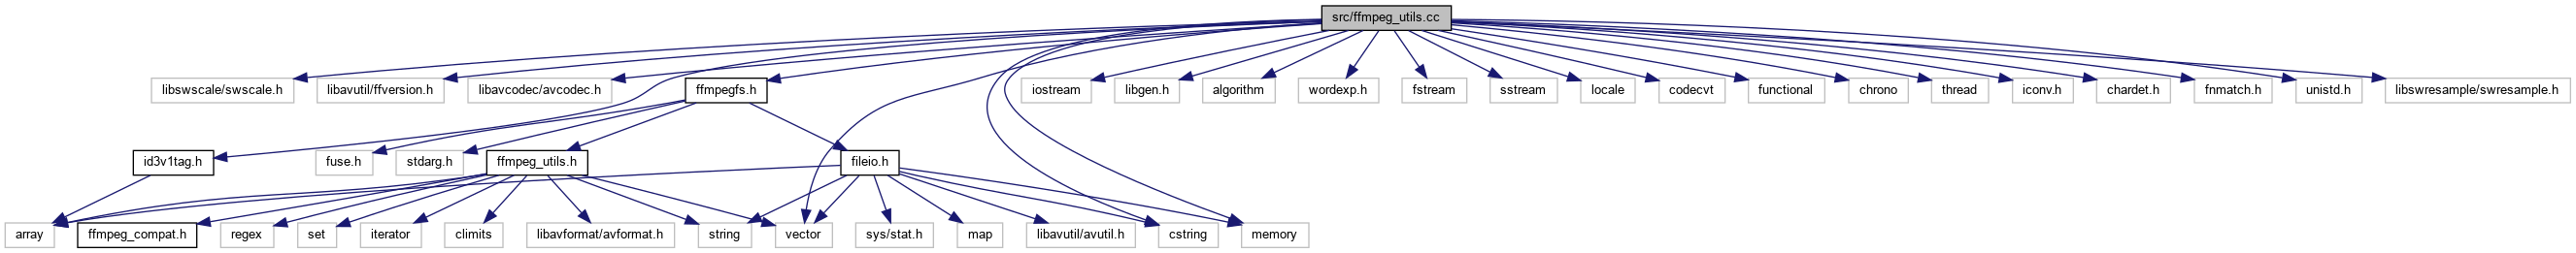 src/ffmpeg_utils.cc
libswscale/swscale.h
libavutil/ffversion.h
libavcodec/avcodec.h
ffmpegfs.h
iostream
libgen.h
algorithm
wordexp.h
fstream
sstream
locale
codecvt
functional
chrono
thread
iconv.h
chardet.h
fnmatch.h
unistd.h
libswresample/swresample.h
id3v1tag.h
fuse.h
stdarg.h
ffmpeg_utils.h
fileio.h
array
ffmpeg_compat.h
regex
set
iterator
climits
libavformat/avformat.h
string
vector
sys/stat.h
map
libavutil/avutil.h
cstring
memory